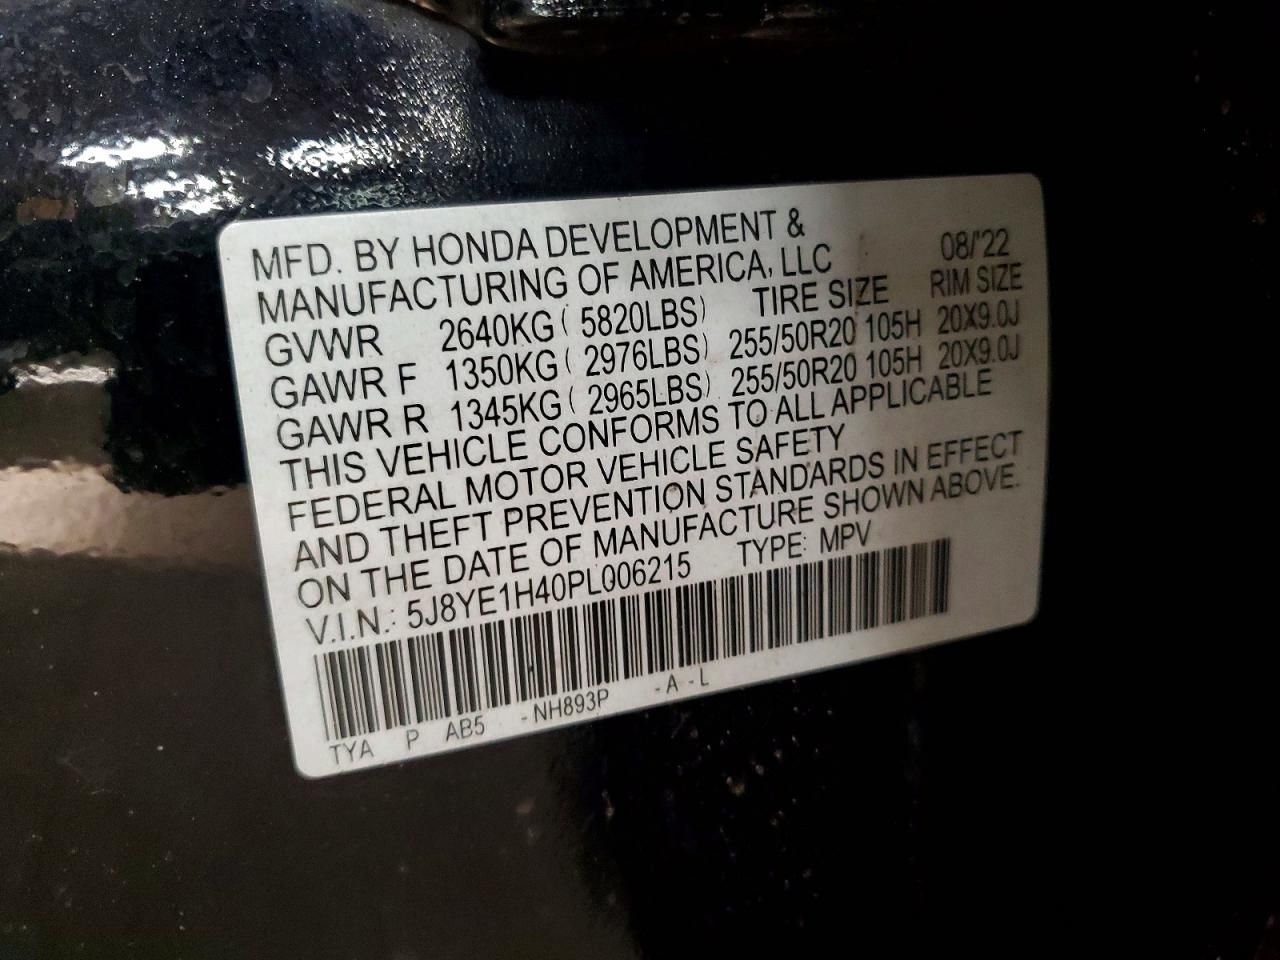 MFD. BY HONDA DEVELOPMENT &
MANUFACTURING OF AMERICA, LLC 08/'22
GVWR 2640KG ( 5820LBS) TIRE SIZE RIM SIZE
GAWR F 1350KG ( 2976LBS) 255/50R20 105H 20X9.0J
GAWR R 1345KG ( 2965LBS) 255/50R20 105H 20X9.0J
THIS VEHICLE CONFORMS TO ALL APPLICABLE
FEDERAL MOTOR VEHICLE SAFETY
AND THEFT PREVENTION STANDARDS IN EFFECT
ON THE DATE OF MANUFACTURE SHOWN ABOVE.
V.I.N.: 5J8YE1H40PL006215 TYPE: MPV
TYA P AB5 -NH893P -A -L